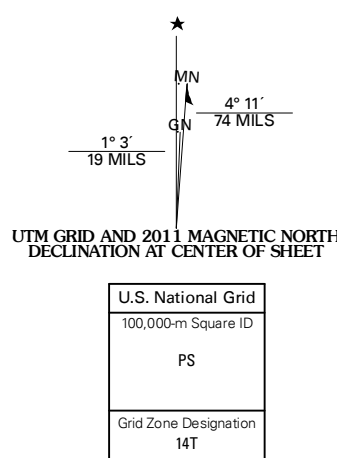 ★
MN
4° 11´
74 MILS
GN
1° 3´
19 MILS
UTM GRID AND 2011 MAGNETIC NORTH
DECLINATION AT CENTER OF SHEET
U.S. National Grid
100,000-m Square ID
PS
Grid Zone Designation
14T